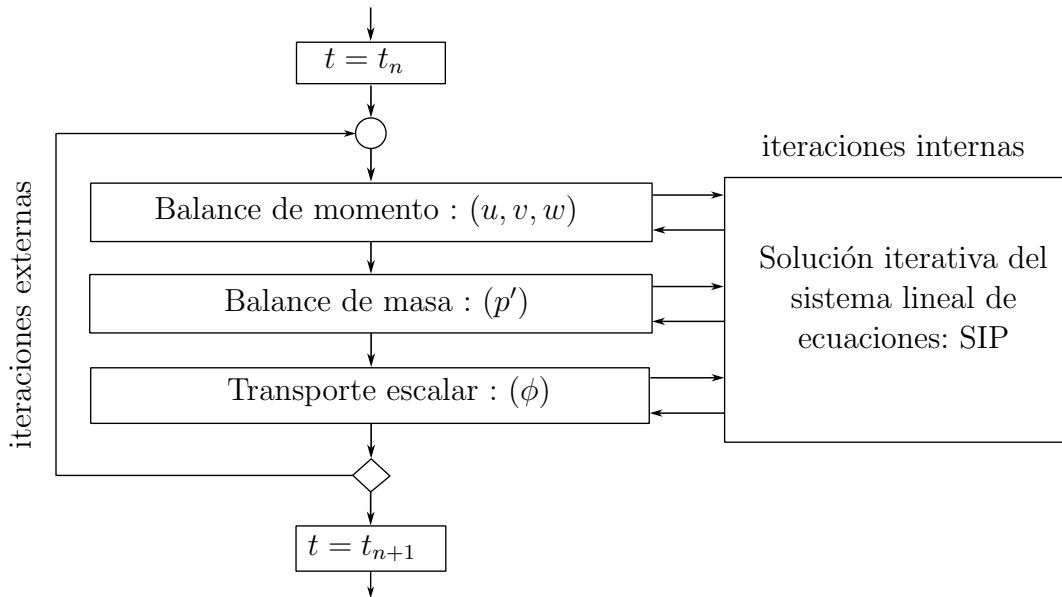 t = t_n
iteraciones internas
iteraciones externas
Balance de momento : (u, v, w)
Balance de masa : (p′)
Transporte escalar : (ϕ)
Solución iterativa del
sistema lineal de
ecuaciones: SIP
t = t_{n+1}